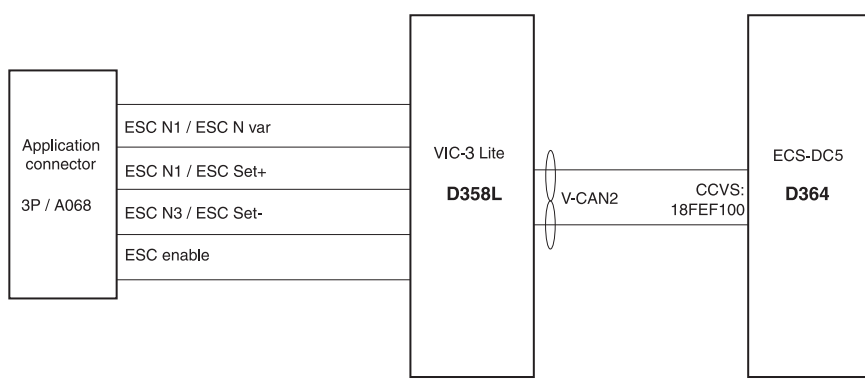 Application
connector
3P / A068
ESC N1 / ESC N var
ESC N1 / ESC Set+
ESC N3 / ESC Set-
ESC enable
VIC-3 Lite
D358L
V-CAN2
CCVS:
18FEF100
ECS-DC5
D364